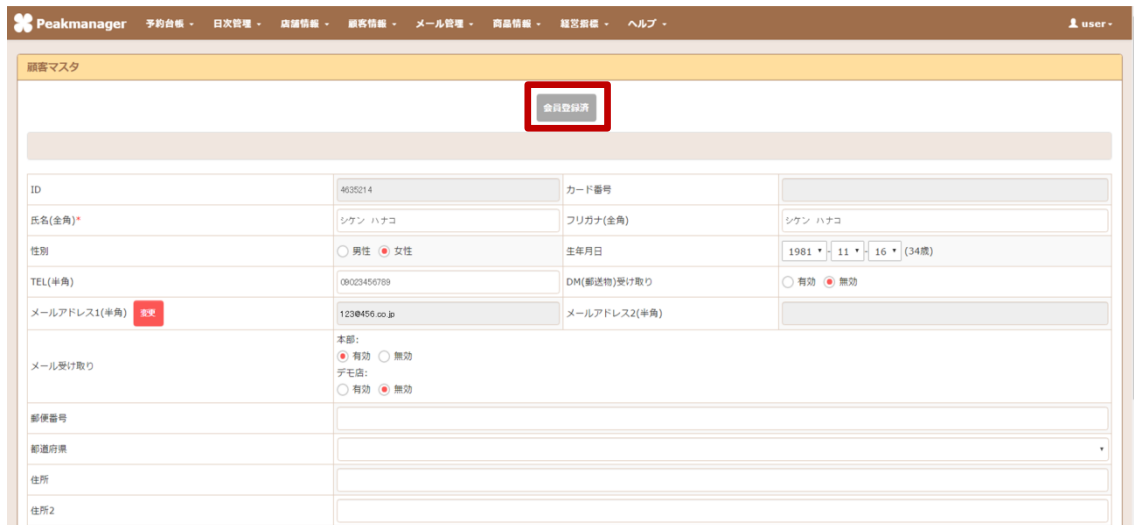 Peakmanager 予約台帳 日次管理 店舗情報 顧客情報 メール管理 商品情報 経営指標 ヘルプ user
顧客マスタ
会員登録済
ID 4635214 カード番号
氏名(全角)* シケン ハナコ フリガナ(全角) シケン ハナコ
性別 男性 女性 生年月日 1981 - 11 - 16 (34歳)
TEL(半角) 09023456789 DM(郵送物)受け取り 有効 無効
メールアドレス1(半角) 変更 123@456.co.jp メールアドレス2(半角)
メール受け取り
本部:
有効 無効
デモ店:
有効 無効
郵便番号
都道府県
住所
住所2